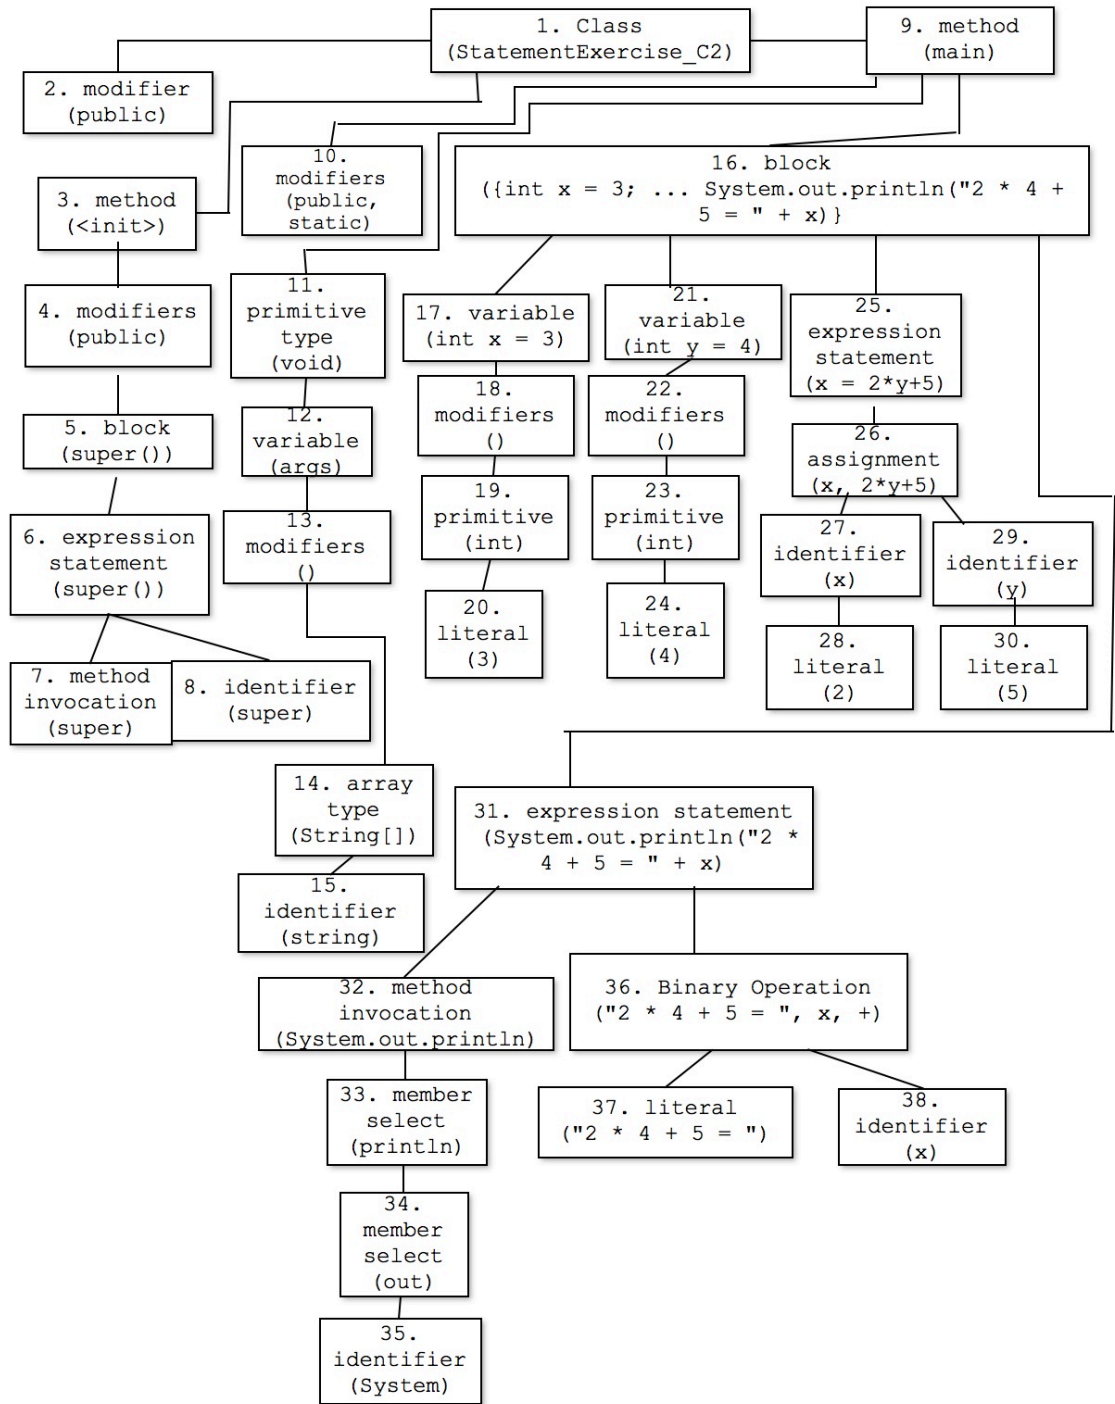 1. Class
(StatementExercise_C2)
2. modifier
(public)
3. method
(<init>)
4. modifiers
(public)
5. block
(super())
6. expression
statement
(super())
7. method
invocation
(super)
8. identifier
(super)
9. method
(main)
10.
modifiers
(public,
static)
11.
primitive
type
(void)
12.
variable
(args)
13.
modifiers
()
14. array
type
(String[])
15.
identifier
(string)
16. block
({int x = 3; ... System.out.println("2 * 4 +
5 = " + x)}
17. variable
(int x = 3)
18.
modifiers
()
19.
primitive
(int)
20.
literal
(3)
21.
variable
(int y = 4)
22.
modifiers
()
23.
primitive
(int)
24.
literal
(4)
25.
expression
statement
(x = 2*y+5)
26.
assignment
(x, 2*y+5)
27.
identifier
(x)
28.
literal
(2)
29.
identifier
(y)
30.
literal
(5)
31. expression statement
(System.out.println("2 *
4 + 5 = " + x)
32. method
invocation
(System.out.println)
33. member
select
(println)
34.
member
select
(out)
35.
identifier
(System)
36. Binary Operation
("2 * 4 + 5 = ", x, +)
37. literal
("2 * 4 + 5 = ")
38.
identifier
(x)